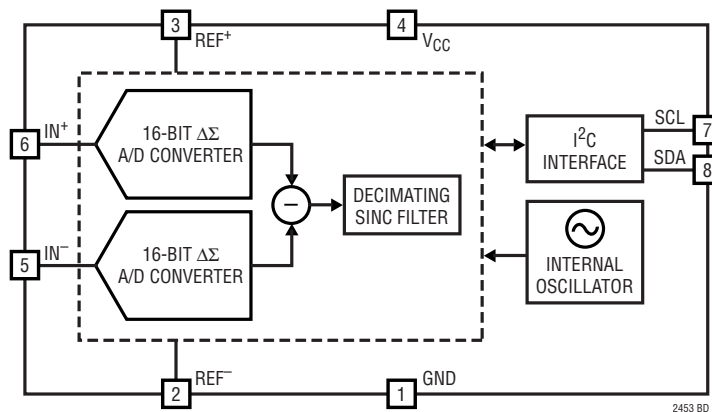 3
REF+
4
VCC
6
IN+
16-BIT ΔΣ
A/D CONVERTER
I2C
INTERFACE
SCL
7
SDA
8
−
DECIMATING
SINC FILTER
5
IN−
16-BIT ΔΣ
A/D CONVERTER
INTERNAL
OSCILLATOR
2
REF−
1
GND
2453 BD